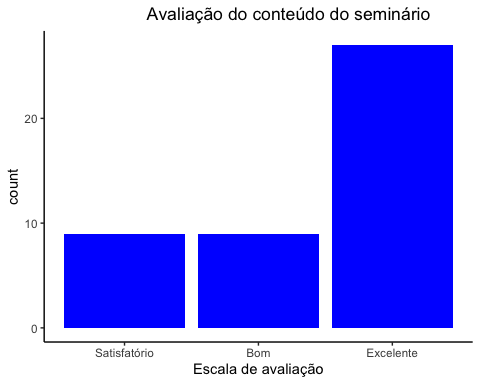 Avaliação do conteúdo do seminário
count
20
10
0
Satisfatório Bom Excelente
Escala de avaliação